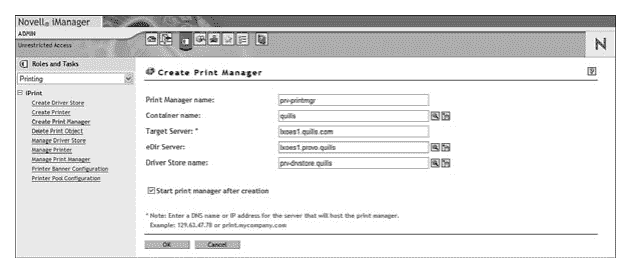 Novell® iManager
ADMIN
Unrestricted Access
N
Roles and Tasks
Printing
iPrint
Create Driver Store
Create Printer
Create Print Manager
Delete Print Object
Manage Driver Store
Manage Printer
Manage Print Manager
Printer Banner Configuration
Printer Pool Configuration
Create Print Manager
?
Print Manager name: prv-printmgr
Container name: quills
Target Server: * lxoes1.quills.com
eDir Server: lxoes1.provo.quills
Driver Store name: prv-drvstore.quills
Start print manager after creation
* Note: Enter a DNS name or IP address for the server that will host the print manager.
Example: 129.63.47.78 or print.mycompany.com
OK Cancel